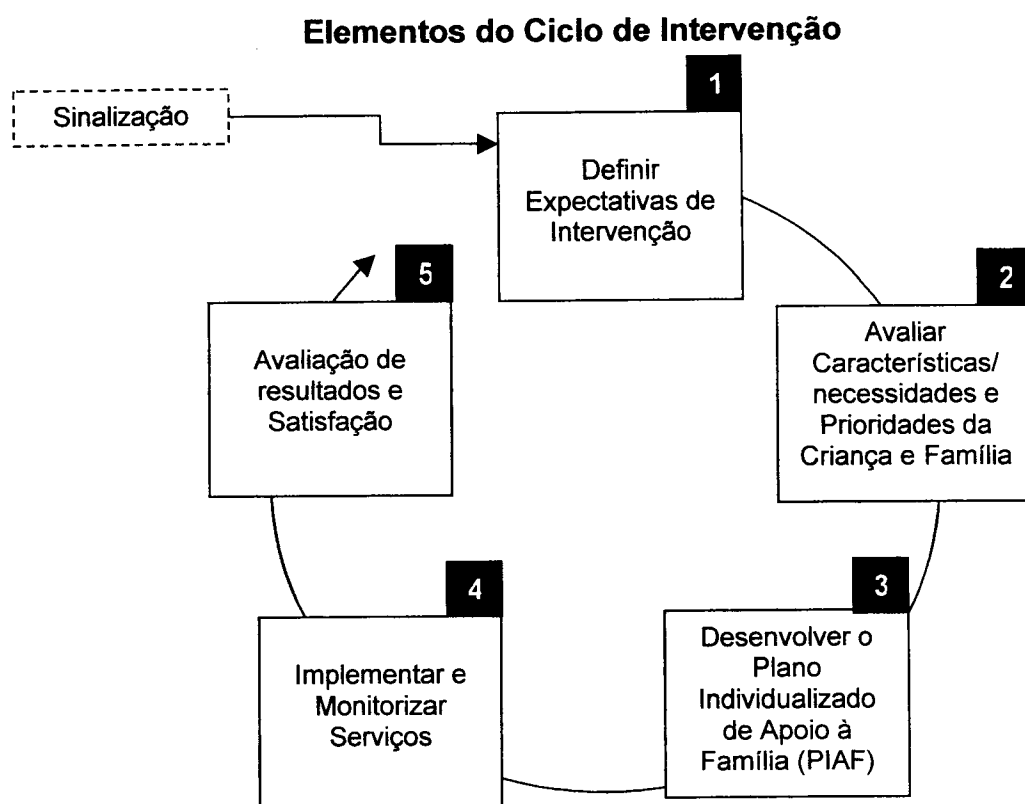 Elementos do Ciclo de Intervenção
Sinalização
1
Definir
Expectativas de
Intervenção
2
Avaliar
Características/
necessidades e
Prioridades da
Criança e Família
3
Desenvolver o
Plano
Individualizado
de Apoio à
Família (PIAF)
4
Implementar e
Monitorizar
Serviços
5
Avaliação de
resultados e
Satisfação